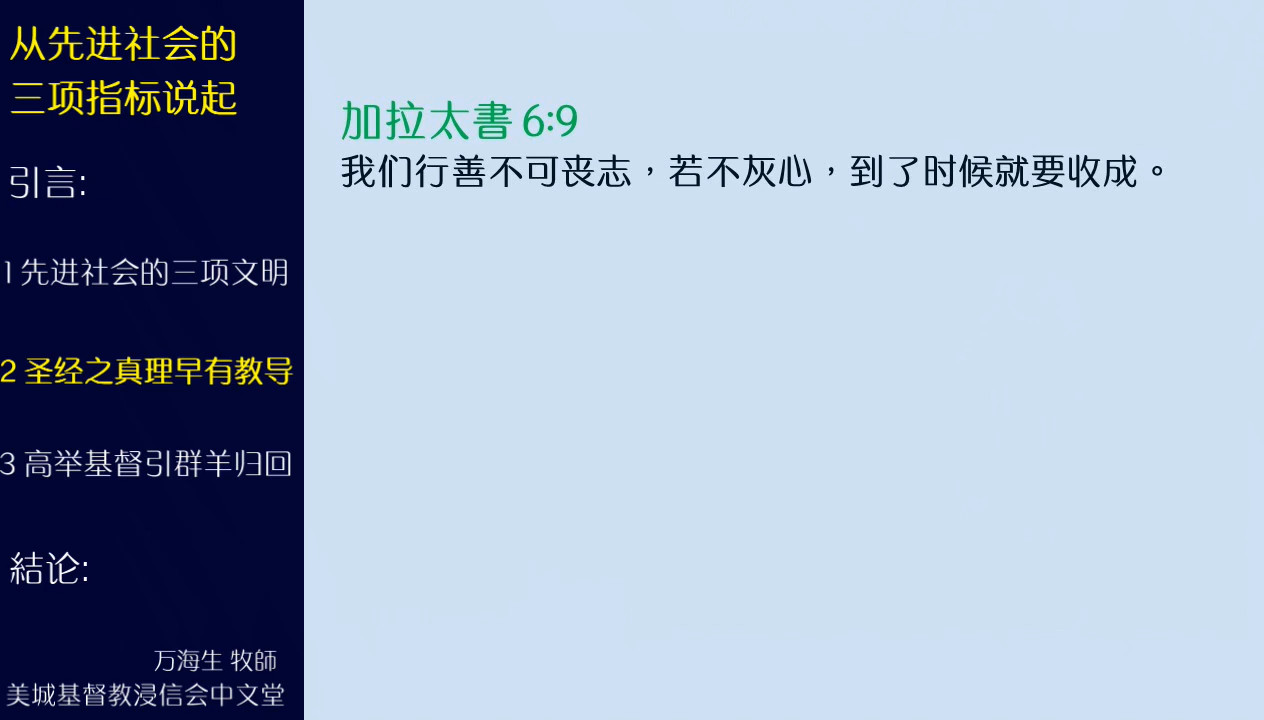 从先进社会的
三项指标说起
引言:
1 先进社会的三项文明
2 圣经之真理早有教导
3 高举基督引群羊归回
結论:
万海生 牧師
美城基督教浸信会中文堂
加拉太書 6:9
我们行善不可丧志，若不灰心，到了时候就要收成。